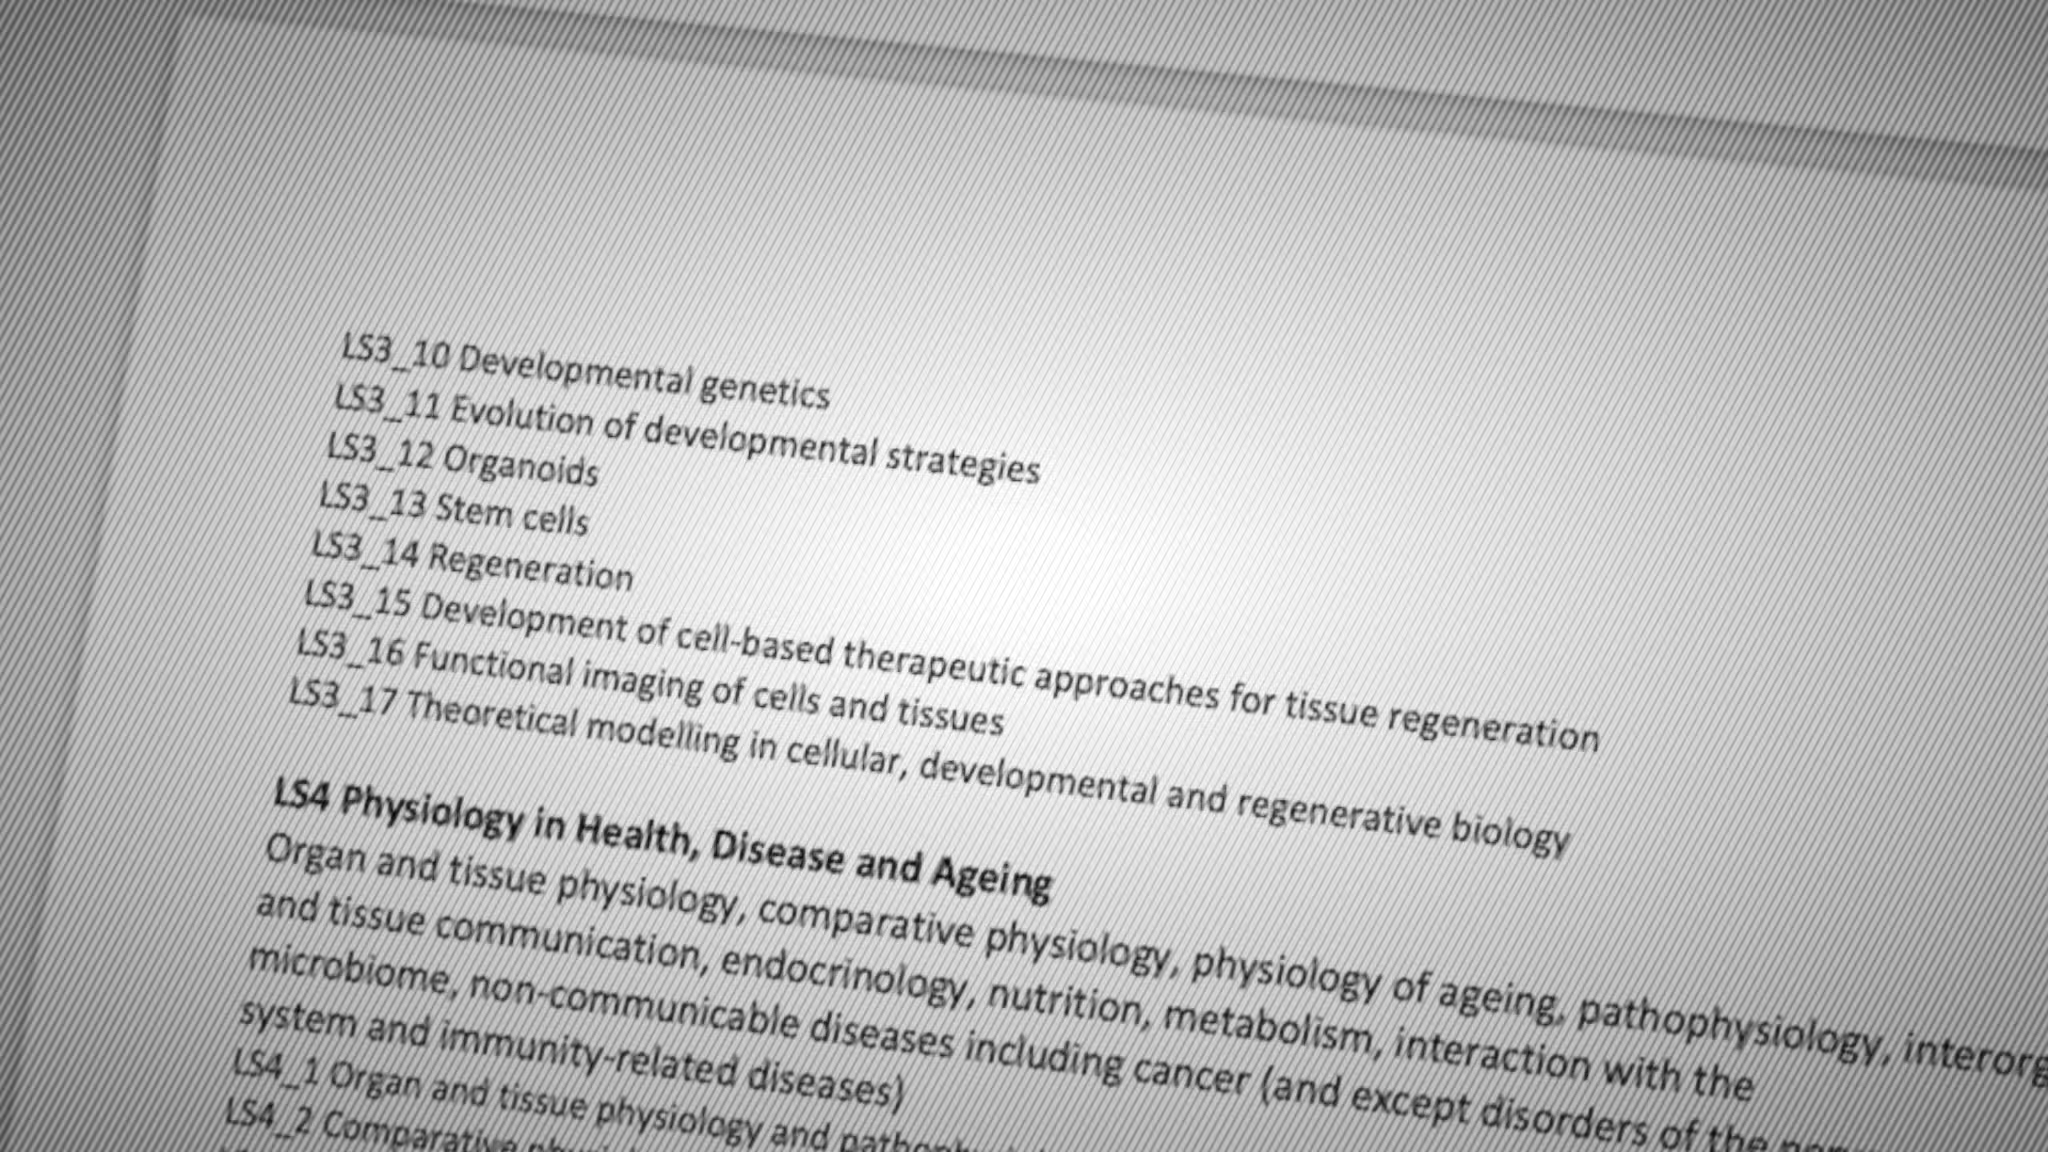 LS3_10 Developmental genetics
LS3_11 Evolution of developmental strategies
LS3_12 Organoids
LS3_13 Stem cells
LS3_14 Regeneration
LS3_15 Development of cell-based therapeutic approaches for tissue regeneration
LS3_16 Functional imaging of cells and tissues
LS3_17 Theoretical modelling in cellular, developmental and regenerative biology
LS4 Physiology in Health, Disease and Ageing
Organ and tissue physiology, comparative physiology, physiology of ageing, pathophysiology,
and tissue communication, endocrinology, nutrition, metabolism, interaction with the
microbiome, non-communicable diseases including cancer (and except disorders of the
system and immunity-related diseases)
LS4_1 Organ and tissue physiology and
LS4_2 Comparative